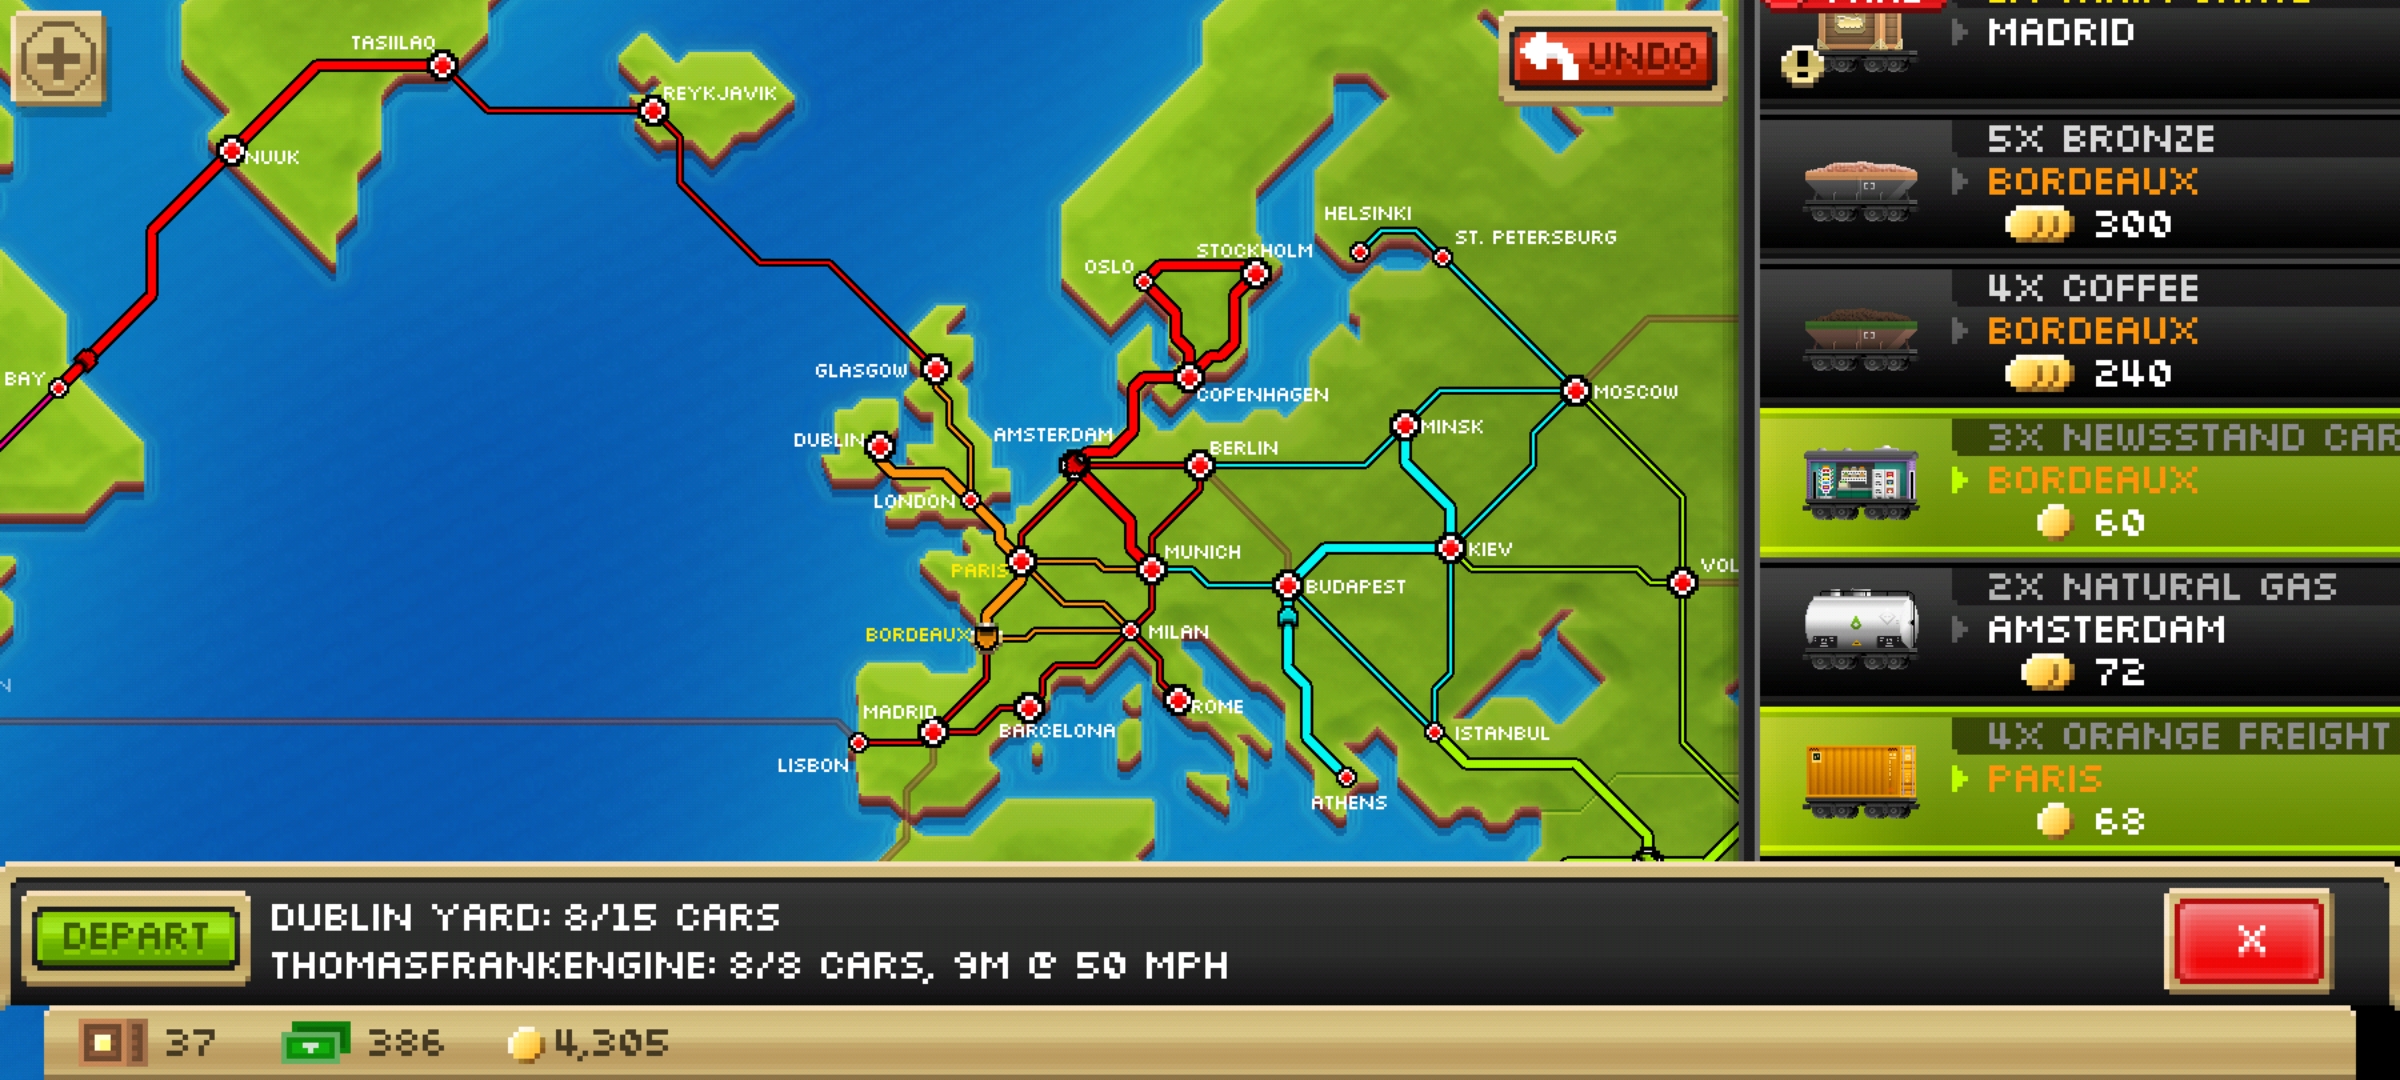 TASIILAQ
REYKJAVIK
NUUK
UNDO
MADRID
5X BRONZE
BORDEAUX
300
HELSINKI
ST. PETERSBURG
STOCKHOLM
OSLO
4X COFFEE
BORDEAUX
240
BAY
GLASGOW
COPENHAGEN
MOSCOW
DUBLIN
AMSTERDAM
BERLIN
MINSK
3X NEWSSTAND CAR
BORDEAUX
60
LONDON
PARIS
MUNICH
KIEV
VOL
BUDAPEST
2X NATURAL GAS
AMSTERDAM
72
BORDEAUX
MILAN
N
MADRID
BARCELONA
ROME
ISTANBUL
LISBON
ATHENS
4X ORANGE FREIGHT
PARIS
68
DEPART
DUBLIN YARD: 8/15 CARS
THOMASFRANKENGINE: 8/8 CARS, 9M @ 50 MPH
X
37
386
4,305